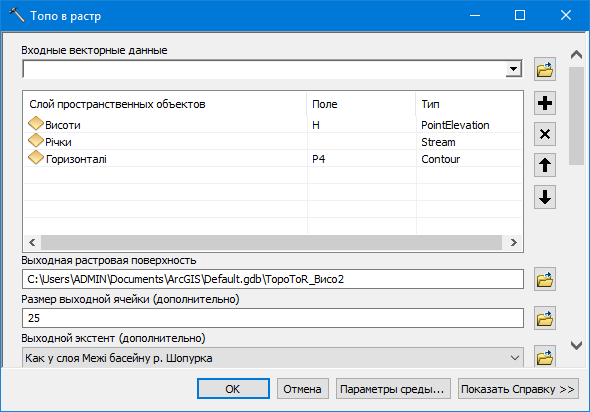 Топо в растр
Входные векторные данные
Слой пространственных объектов Поле Тип
Висоти H PointElevation
Річки Stream
Горизонталі P4 Contour
Выходная растровая поверхность
C:\Users\ADMIN\Documents\ArcGIS\Default.gdb\TopoToR_Висо2
Размер выходной ячейки (дополнительно)
25
Выходной экстент (дополнительно)
Как у слоя Межі басейну р. Шопурка
OK Отмена Параметры среды... Показать Справку >>